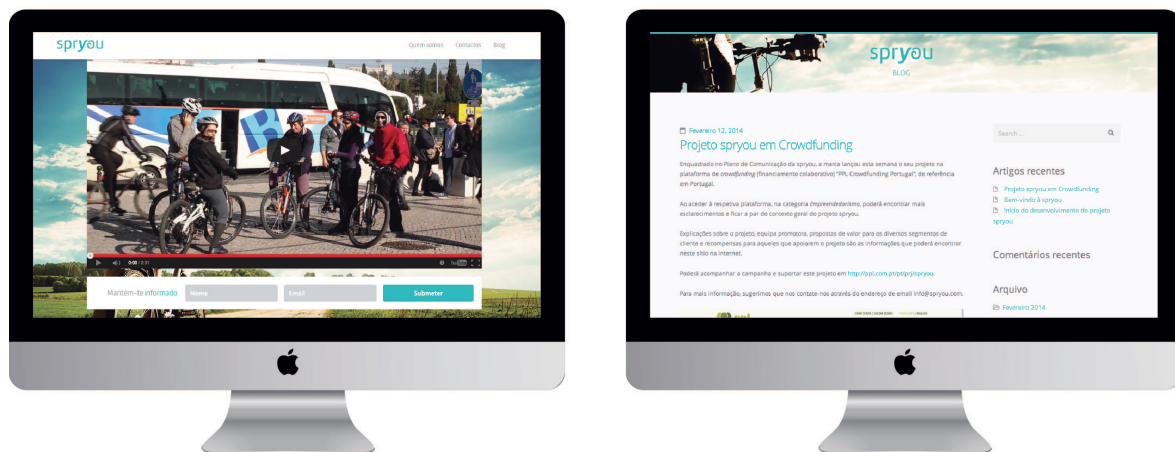 spryou
Quem somos Contactos Blog
0:00 / 2:31
YouTube
Mantém-te informado Nome Email Submeter
spryou
BLOG
Fevereiro 12, 2014
Projeto spryou em Crowdfunding
Enquadrado no Plano de Comunicação da spryou, a marca lançou esta semana o seu projeto na
plataforma de crowdfunding (financiamento colaborativo) “PPL Crowdfunding Portugal”, de referência
em Portugal.
Ao aceder à respetiva plataforma, na categoria Empreendedorismo, poderá encontrar mais
esclarecimentos e ficar a par do contexto geral do projeto spryou.
Explicações sobre o projeto, equipa promotora, propostas de valor para os diversos segmentos de
cliente e recompensas para aqueles que apoiarem o projeto são as informações que poderá encontrar
neste sítio na internet.
Poderá acompanhar a campanha e suportar este projeto em http://ppl.com.pt/pt/prj/spryou.
Para mais informação, sugerimos que nos contate-nos através do endereço de email info@spryou.com.
Search ...
Artigos recentes
Projeto spryou em Crowdfunding
Bem-vindo à spryou
Início do desenvolvimento do projeto
spryou
Comentários recentes
Arquivo
Fevereiro 2014